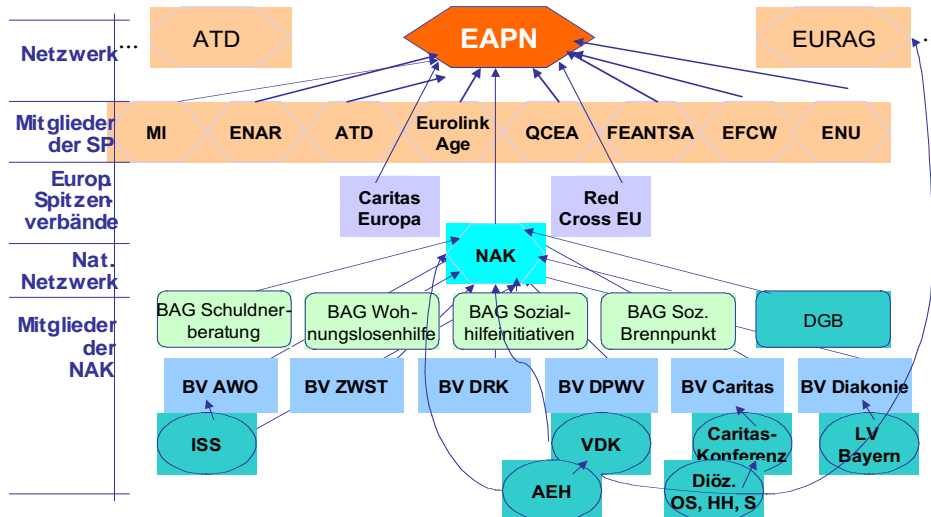 Netzwerk
...
ATD
EAPN
EURAG
...
Mitglieder
der SP
MI
ENAR
ATD
Eurolink
Age
QCEA
FEANTSA
EFCW
ENU
Europ.
Spitzen-
verbände
Caritas
Europa
Red
Cross EU
Nat.
Netzwerk
NAK
Mitglieder
der
NAK
BAG Schuldner-
beratung
BAG Woh-
nungslosenhilfe
BAG Sozial-
hilfeinitiativen
BAG Soz.
Brennpunkt
DGB
BV AWO
BV ZWST
BV DRK
BV DPWV
BV Caritas
BV Diakonie
ISS
VDK
Caritas-
Konferenz
LV
Bayern
AEH
Diöz.
OS, HH, S